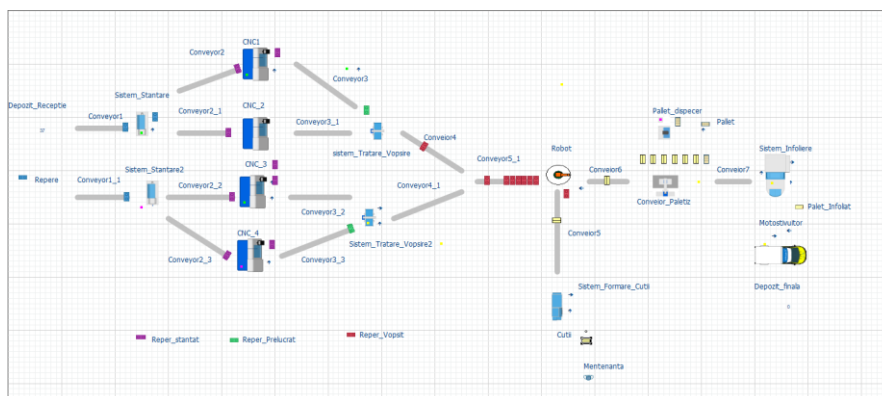 CNC1
Conveyor2
Conveyor3
Sistem_Stantare
Depozit_Receptie
Conveyor1
Conveyor2_1
CNC_2
Conveyor3_1
sistem_Tratare_Vopsire
Conveior4
Pallet_dispecer
Pallet
Robot
Sistem_Infoliere
Conveyor5_1
Conveior6
Conveior7
Sistem_Stantare2
CNC_3
Repere
Conveyor1_1
Conveyor2_2
Conveyor4_1
Conveior_Paletiz
Conveyor3_2
Palet_Infoliat
Motostivuitor
Conveior5
Sistem_Tratare_Vopsire2
CNC_4
Conveyor2_3
Conveyor3_3
Sistem_Formare_Cutii
Depozit_finala
Reper_stantat
Reper_Prelucrat
Reper_Vopsit
Cutii
Mentenanta